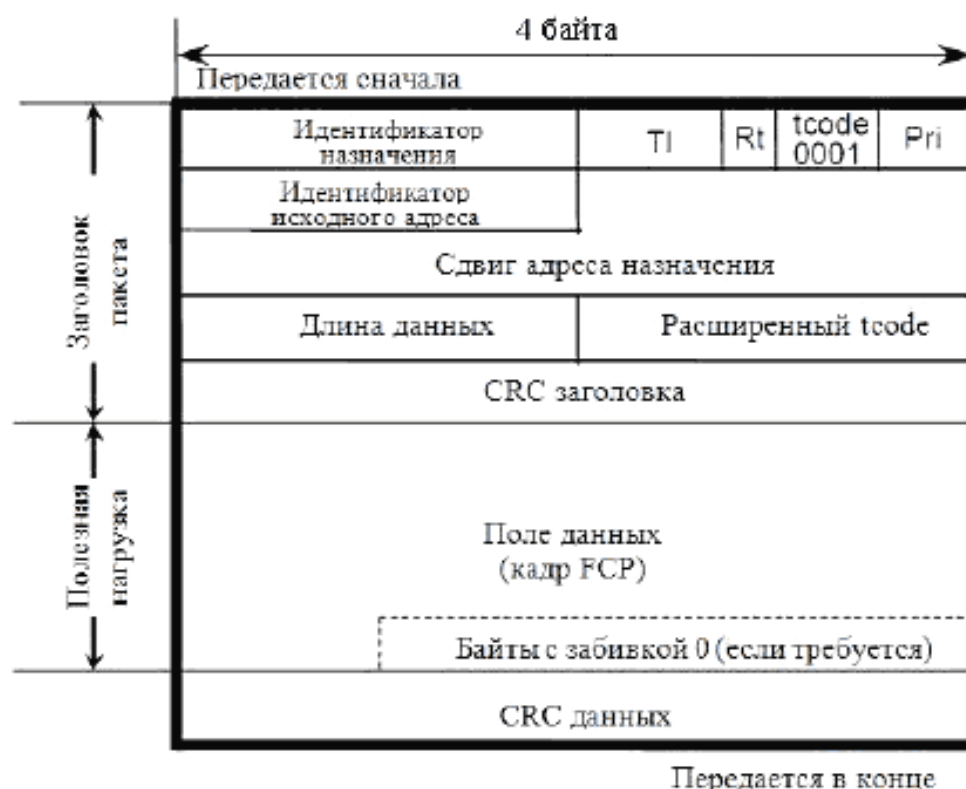 4 байта
Передается сначала
Идентификатор
назначения
Tl
Rt
tcode
0001
Pri
Идентификатор
исходного адреса
Сдвиг адреса назначения
Длина данных
Расширенный tcode
CRC заголовка
Заголовок
пакета
Поле данных
(кадр FCP)
Полезная
нагрузка
Байты с забивкой 0 (если требуется)
CRC данных
Передается в конце